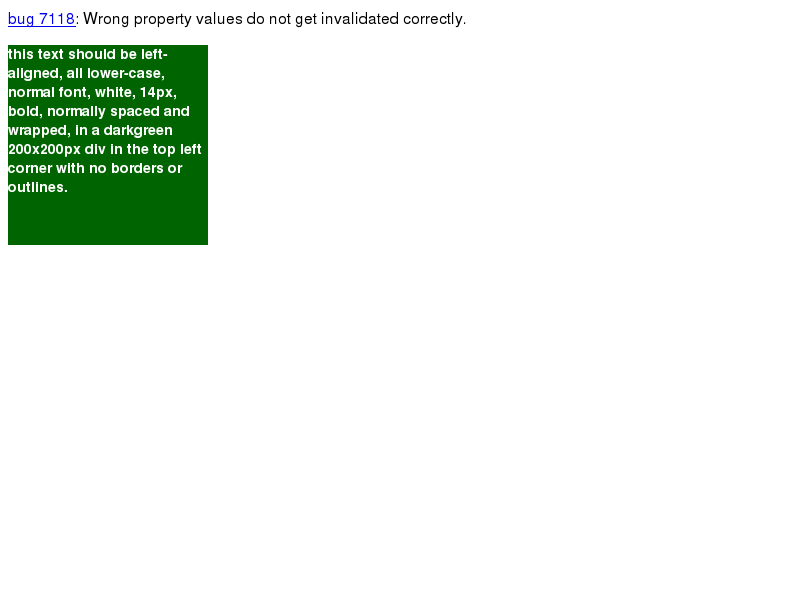 bug 7118: Wrong property values do not get invalidated correctly.
this text should be left-
aligned, all lower-case,
normal font, white, 14px,
bold, normally spaced and
wrapped, in a darkgreen
200x200px div in the top left
corner with no borders or
outlines.